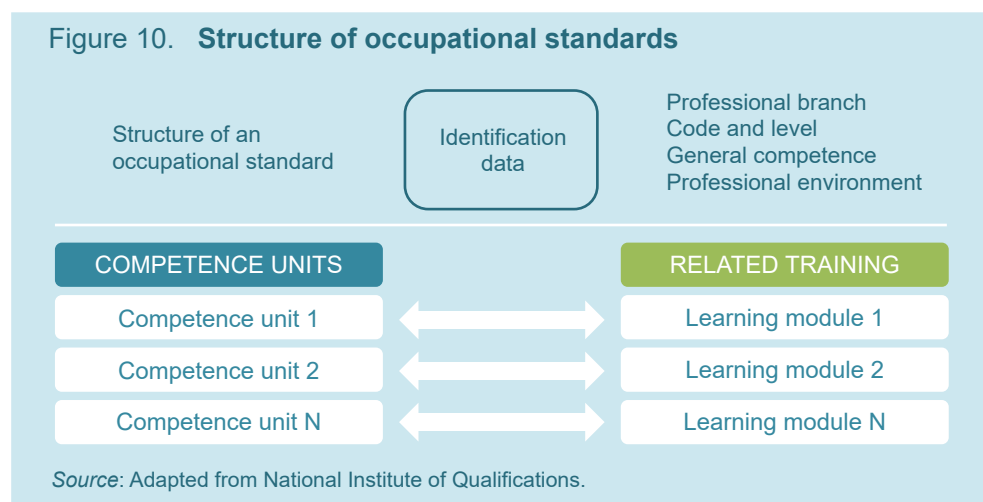 Figure 10. Structure of occupational standards
Structure of an
occupational standard
Identification
data
Professional branch
Code and level
General competence
Professional environment
COMPETENCE UNITS
RELATED TRAINING
Competence unit 1
Learning module 1
Competence unit 2
Learning module 2
Competence unit N
Learning module N
Source: Adapted from National Institute of Qualifications.